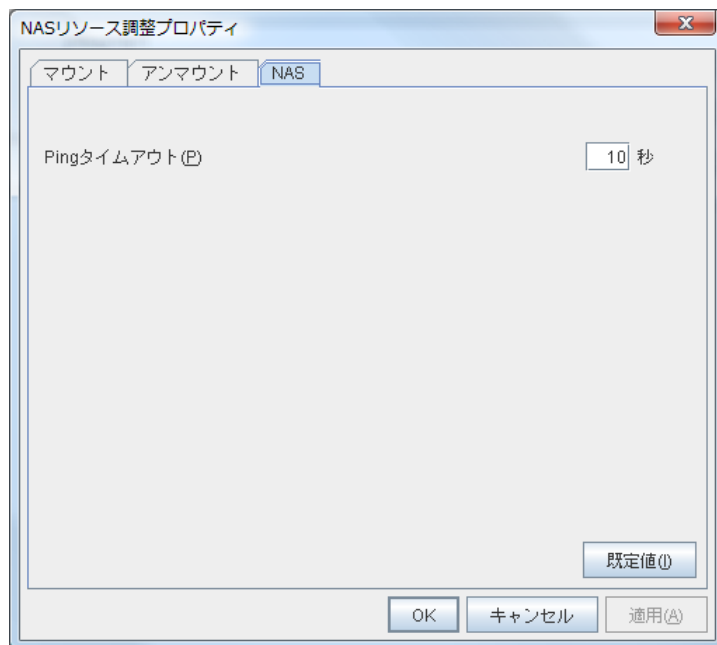 NASリソース調整プロパティ
マウント アンマウント NAS
Pingタイムアウト(P) 10 秒
既定値(I)
OK キャンセル 適用(A)